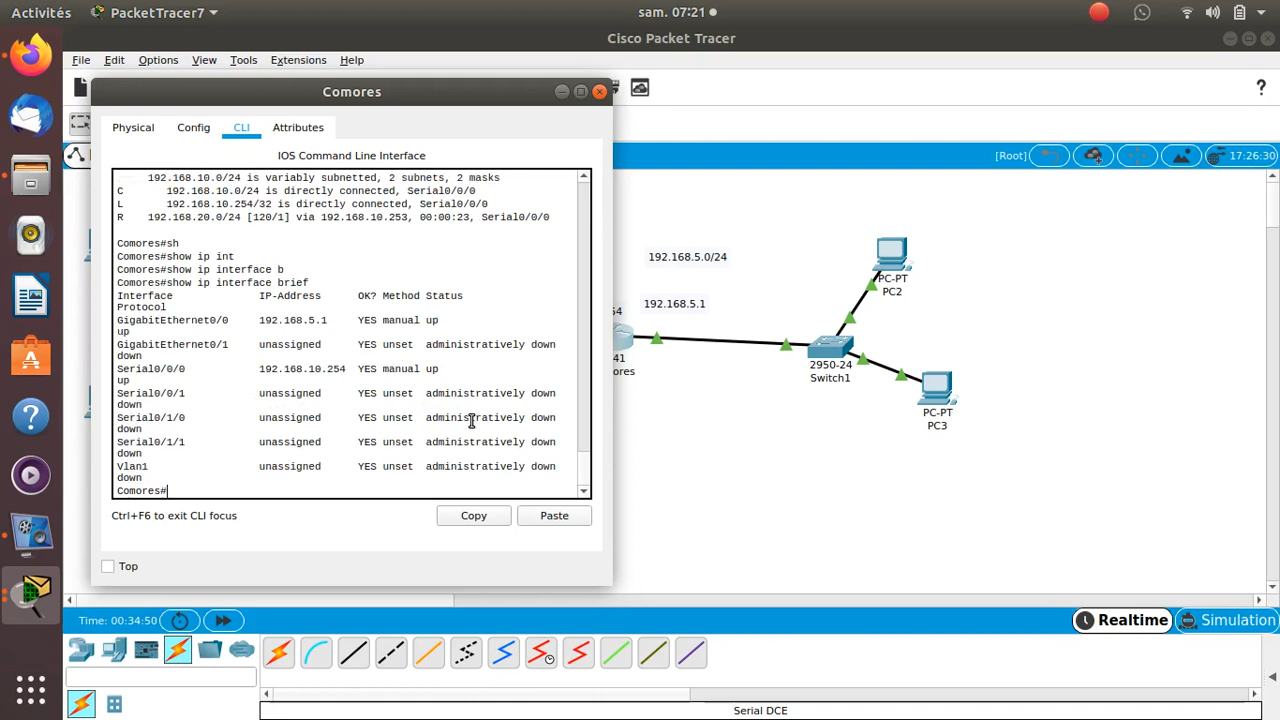 Activités
PacketTracer7
sam. 07:21
Cisco Packet Tracer
File Edit Options View Tools Extensions Help
Comores
Physical Config CLI Attributes
IOS Command Line Interface
[Root]
17:26:30
192.168.10.0/24 is variably subnetted, 2 subnets, 2 masks
C 192.168.10.0/24 is directly connected, Serial0/0/0
L 192.168.10.254/32 is directly connected, Serial0/0/0
R 192.168.20.0/24 [120/1] via 192.168.10.253, 00:00:23, Serial0/0/0
Comores#sh
Comores#show ip int
Comores#show ip interface b
Comores#show ip interface brief
Interface IP-Address OK? Method Status
Protocol
GigabitEthernet0/0 192.168.5.1 YES manual up
up
GigabitEthernet0/1 unassigned YES unset administratively down
down
Serial0/0/0 192.168.10.254 YES manual up
up
Serial0/0/1 unassigned YES unset administratively down
down
Serial0/1/0 unassigned YES unset administratively down
down
Serial0/1/1 unassigned YES unset administratively down
down
Vlan1 unassigned YES unset administratively down
down
Comores#
Ctrl+F6 to exit CLI focus
Copy
Paste
Top
192.168.5.0/24
192.168.5.1
54
41
ores
PC-PT
PC2
2950-24
Switch1
PC-PT
PC3
Time: 00:34:50
Realtime
Simulation
Serial DCE